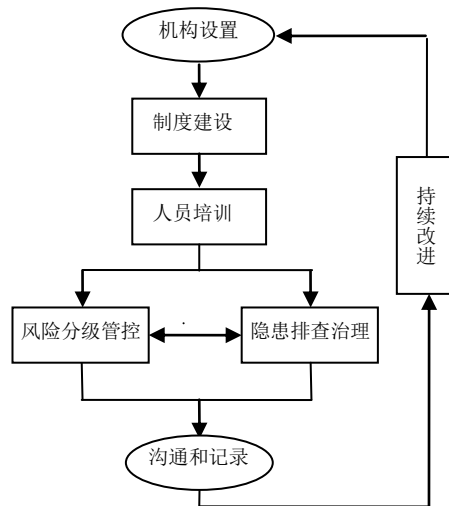 机构设置
制度建设
人员培训
风险分级管控
隐患排查治理
沟通和记录
持续改进